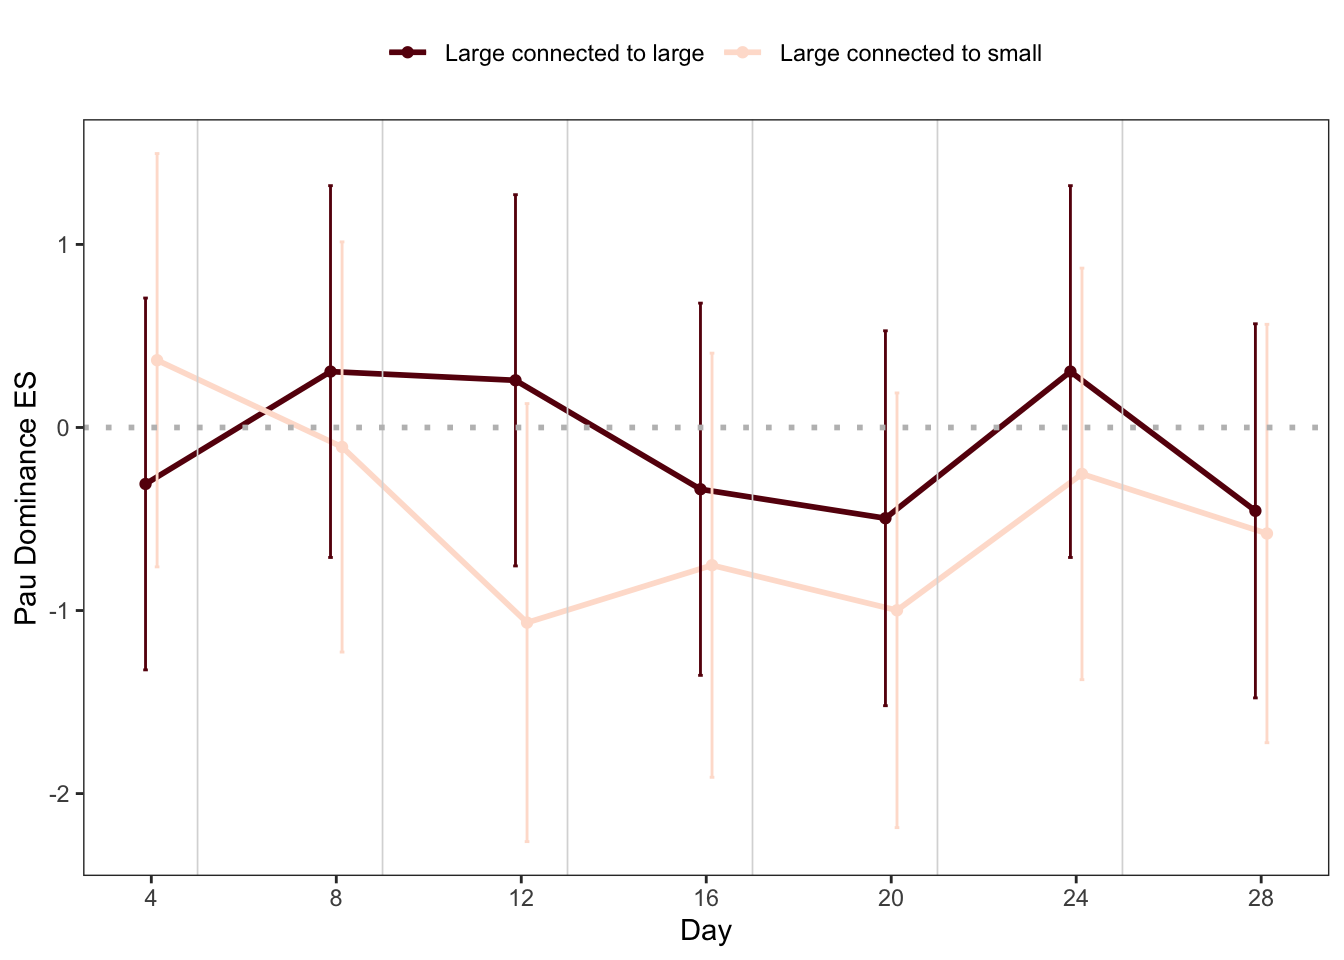 Large connected to large Large connected to small
Pau Dominance ES
1
0
-1
-2
4 8 12 16 20 24 28
Day